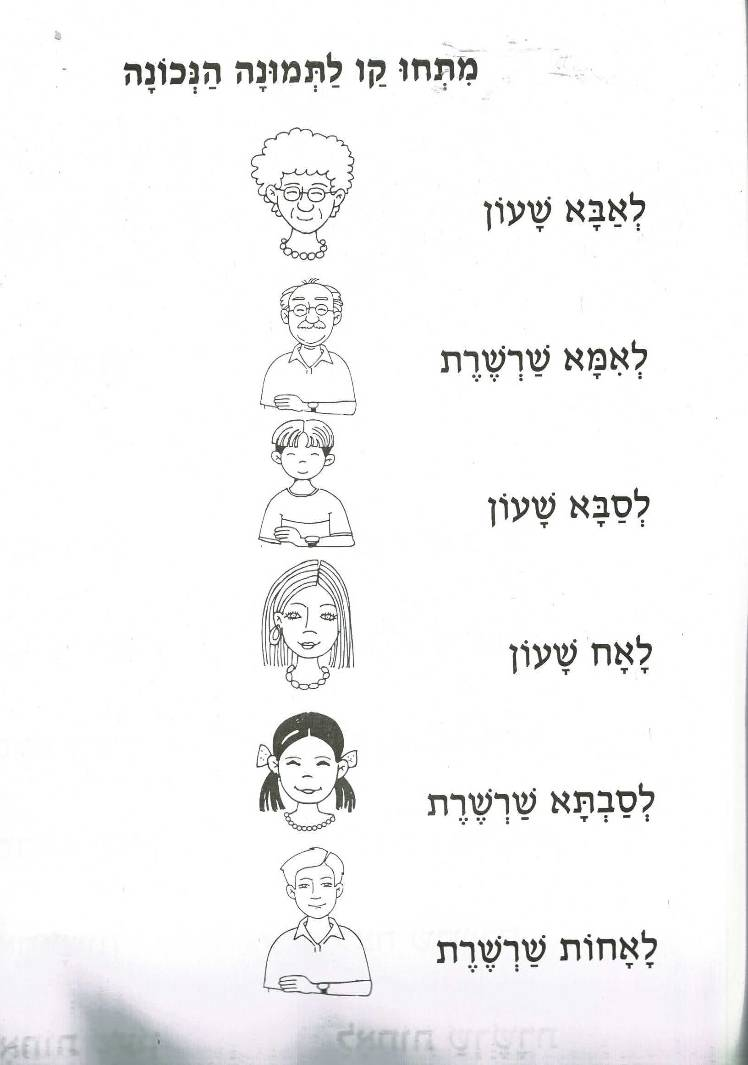 מִתְחוּ קַו לַתְּמוּנָה הַנְּכוֹנָה
לְאַבָּא שָׁעוֹן
לְאִמָּא שַׁרְשֶׁרֶת
לְסַבָּא שָׁעוֹן
לָאָח שָׁעוֹן
לְסַבְתָּא שַׁרְשֶׁרֶת
לָאָחוֹת שַׁרְשֶׁרֶת